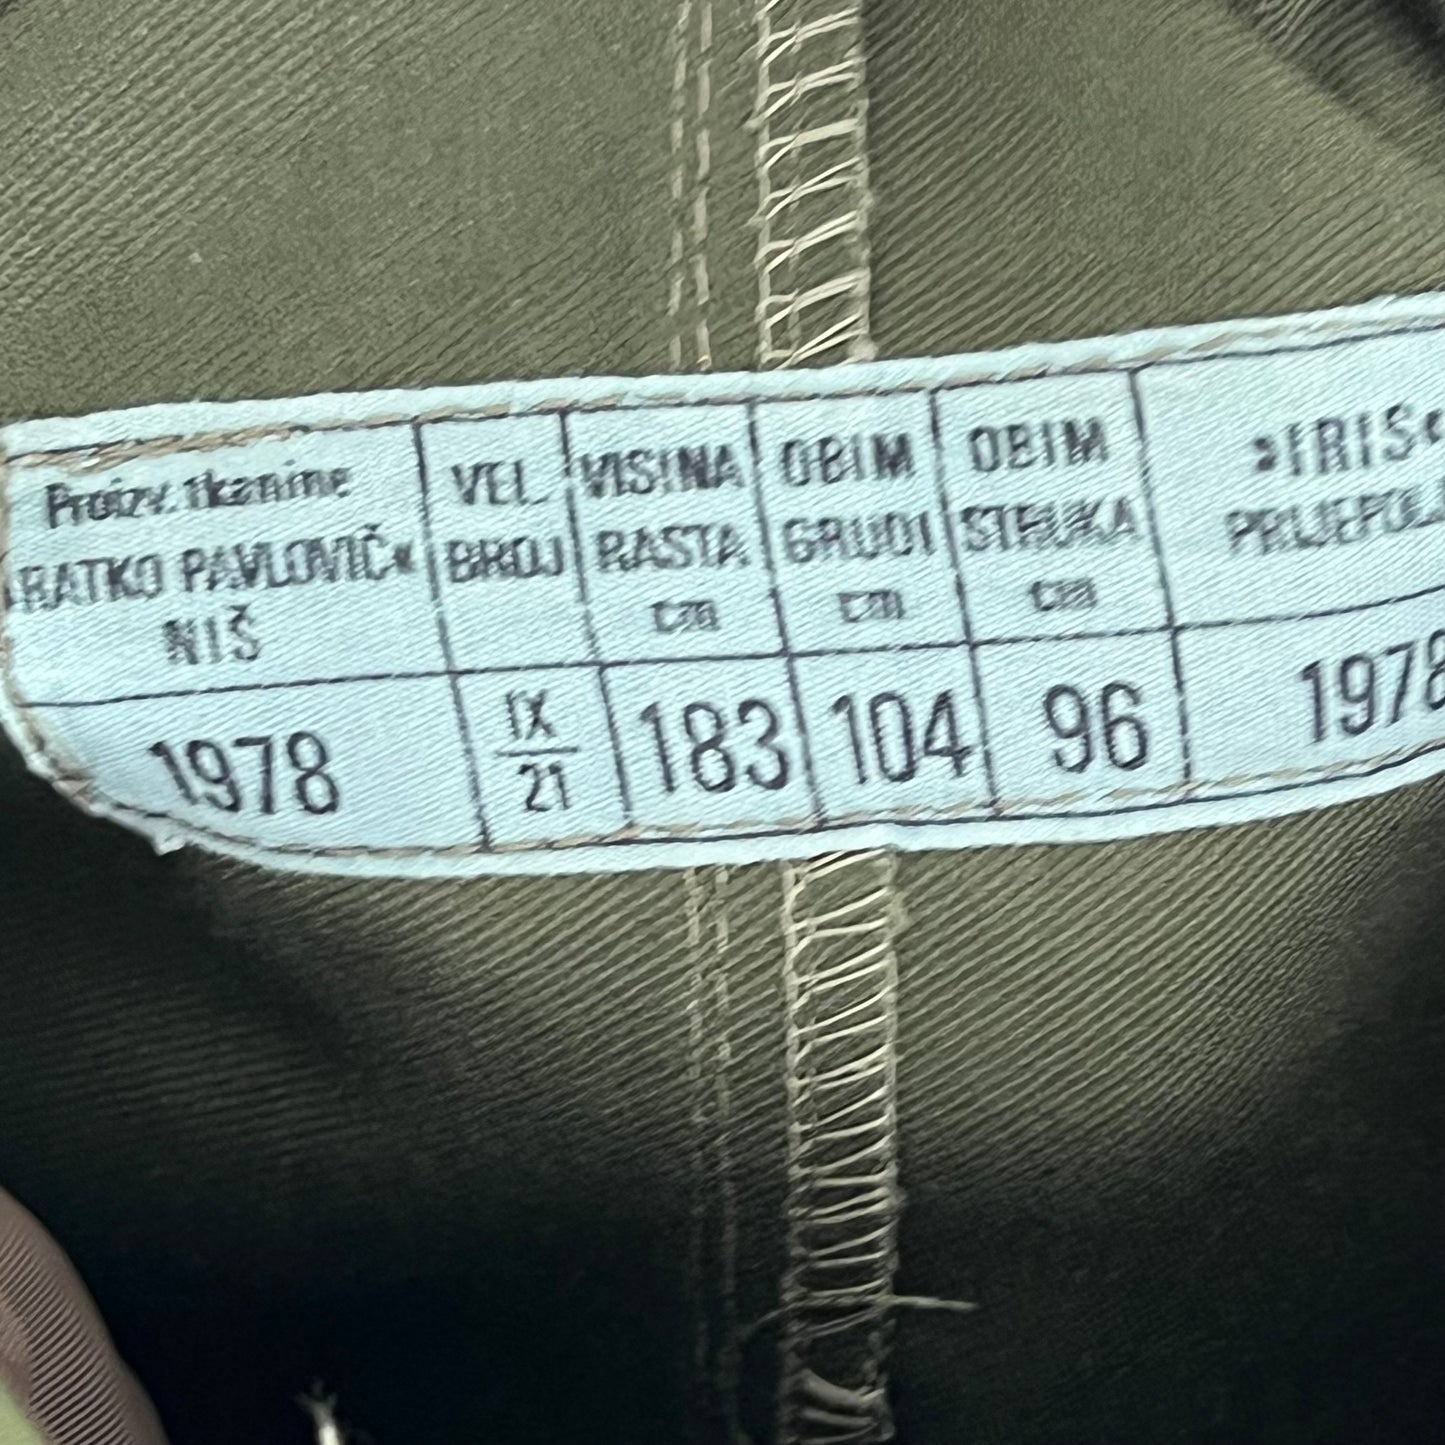 Proizv. tkanine
RATKO PAVLOVIĆ«
NIŠ
1978
VEL.
BROJ
IX
21
VISINA
RASTA
cm
183
OBIM
GRUDI
cm
104
OBIM
STRUKA
cm
96
»IRIS«
PRIJEPOL
1978